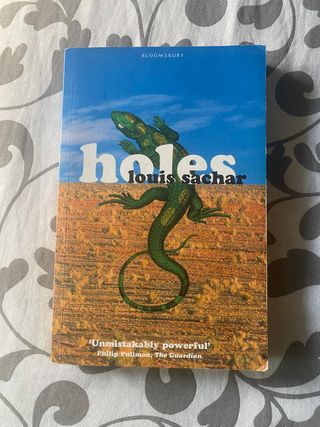 BLOOMSBURY
holes
louis sachar
'Unmistakably powerful'
Philip Pullman, The Guardian